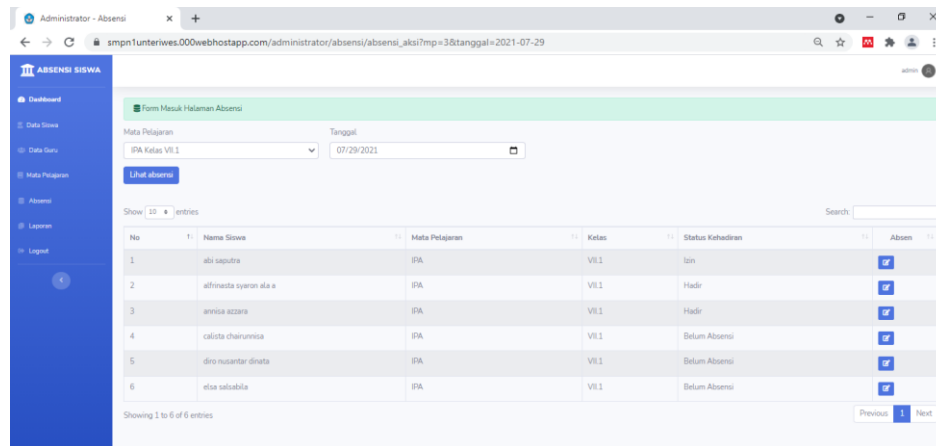 Administrator - Absensi
smpn1unteriwes.000webhostapp.com/administrator/absensi/absensi_aksi?mp=3&tanggal=2021-07-29
ABSENSI SISWA
admin
Dashboard
Data Siswa
Data Guru
Mata Pelajaran
Absensi
Laporan
Logout
Form Masuk Halaman Absensi
Mata Pelajaran Tanggal
IPA Kelas VII.1 07/29/2021
Lihat absensi
Show 10 entries Search:
No Nama Siswa Mata Pelajaran Kelas Status Kehadiran Absen
1 abi saputra IPA VII.1 Izin
2 alfrinasta syaron ala a IPA VII.1 Hadir
3 annisa azzara IPA VII.1 Hadir
4 calista chairunnisa IPA VII.1 Belum Absensi
5 diro nusantar dinata IPA VII.1 Belum Absensi
6 elsa salsabila IPA VII.1 Belum Absensi
Showing 1 to 6 of 6 entries Previous 1 Next